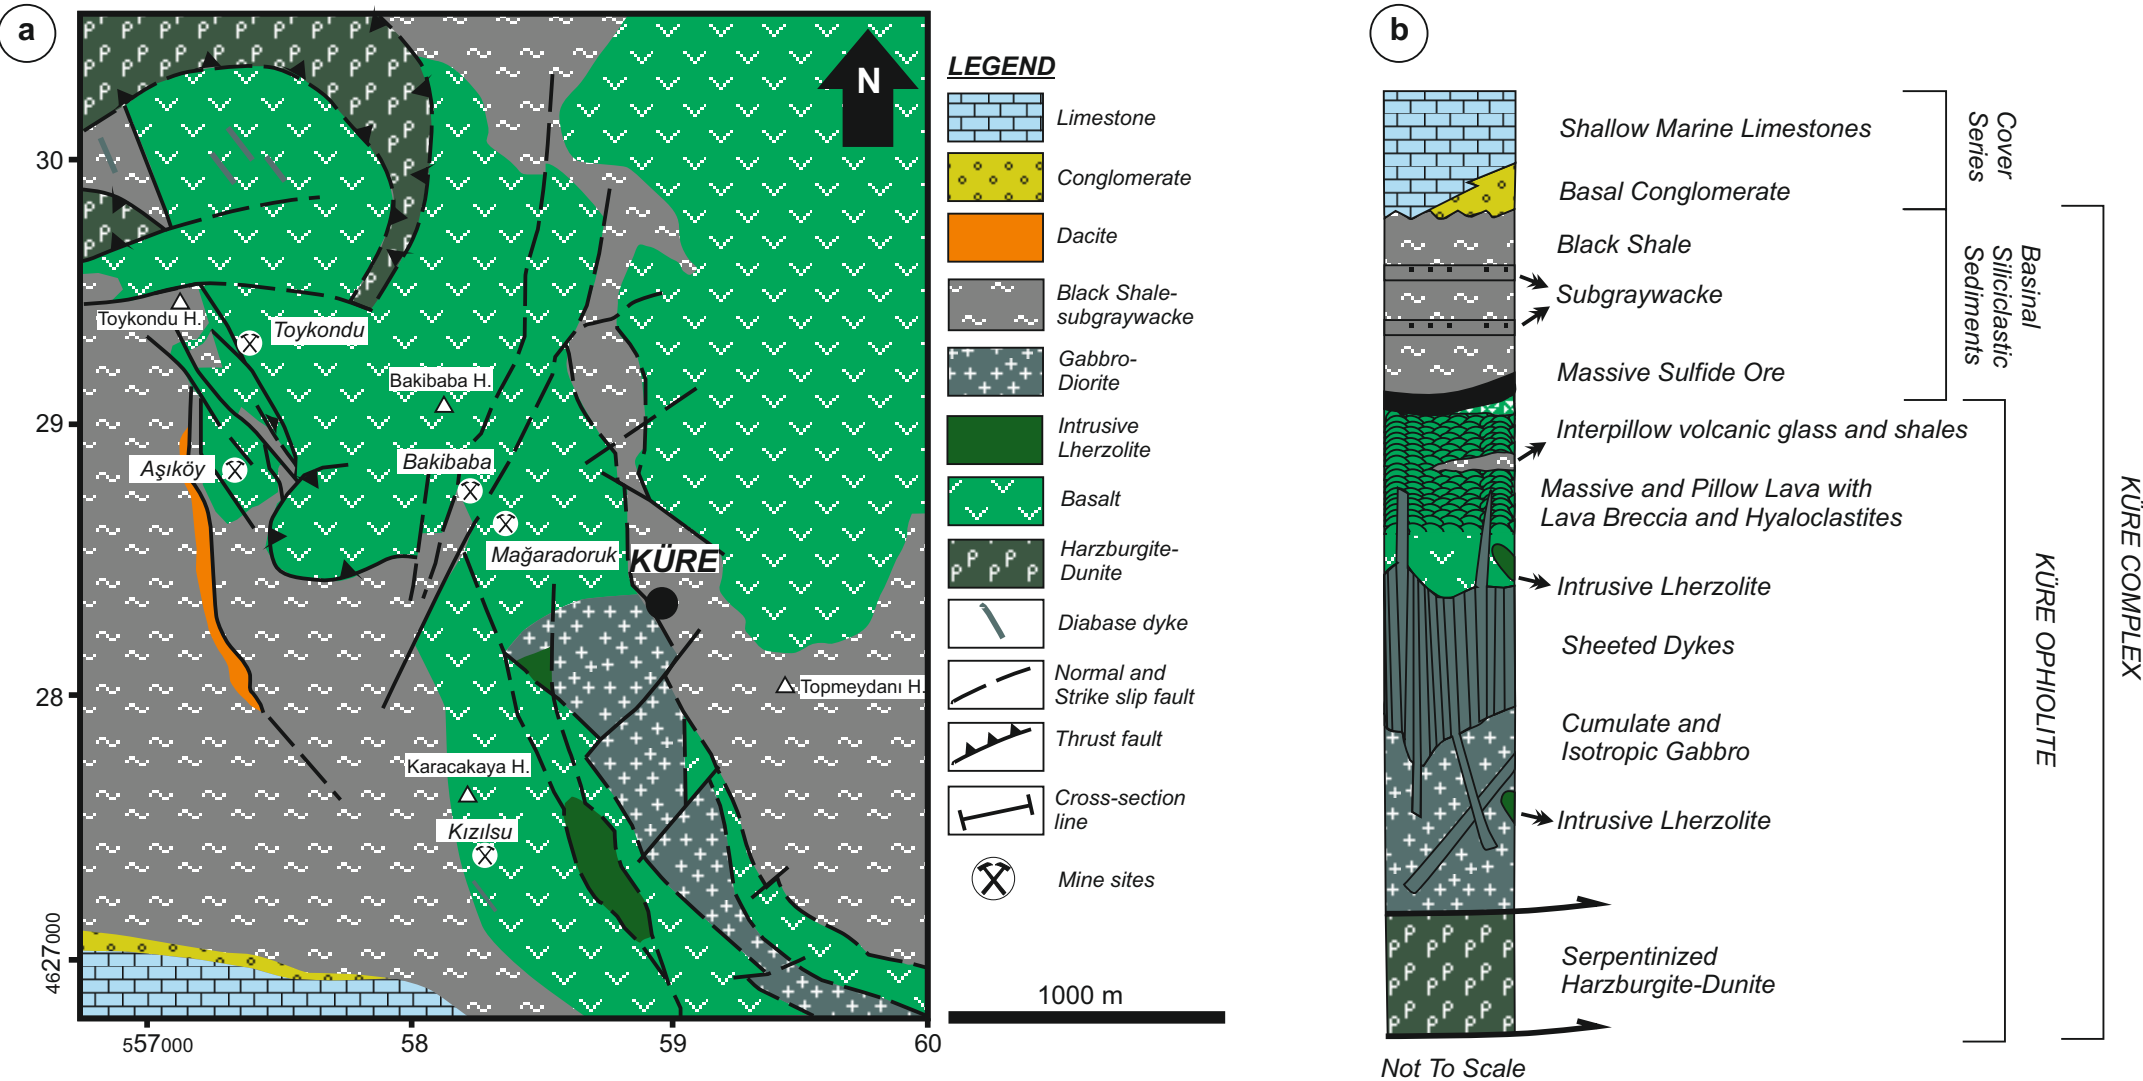 a
N
30
29
28
4627000
557000
58
59
60
Toykondu H.
Toykondu
Bakibaba H.
Bakibaba
Aşıköy
Mağaradoruk
KÜRE
Topmeydanı H.
Karacakaya H.
Kızılsu
LEGEND
Limestone
Conglomerate
Dacite
Black Shale-
subgraywacke
Gabbro-
Diorite
Intrusive
Lherzolite
Basalt
Harzburgite-
Dunite
Diabase dyke
Normal and
Strike slip fault
Thrust fault
Cross-section
line
Mine sites
1000 m
b
Shallow Marine Limestones
Basal Conglomerate
Black Shale
Subgraywacke
Massive Sulfide Ore
Interpillow volcanic glass and shales
Massive and Pillow Lava with
Lava Breccia and Hyaloclastites
Intrusive Lherzolite
Sheeted Dykes
Cumulate and
Isotropic Gabbro
Intrusive Lherzolite
Serpentinized
Harzburgite-Dunite
Not To Scale
Cover
Series
Basinal
Siliciclastic
Sediments
KÜRE OPHIOLITE
KÜRE COMPLEX